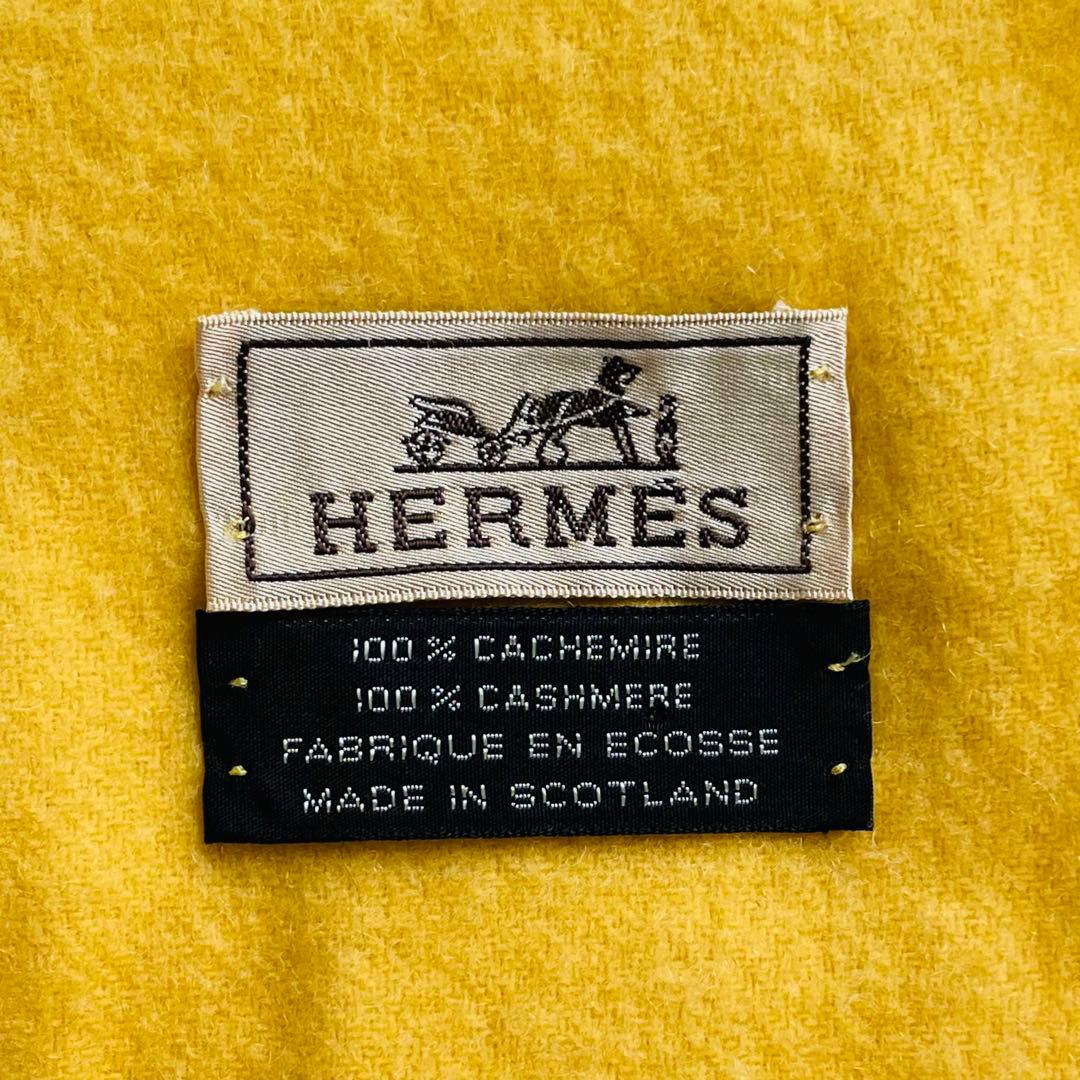 HERMÈS
100 % CACHEMIRE
100 % CASHMERE
FABRIQUE EN ECOSSE
MADE IN SCOTLAND